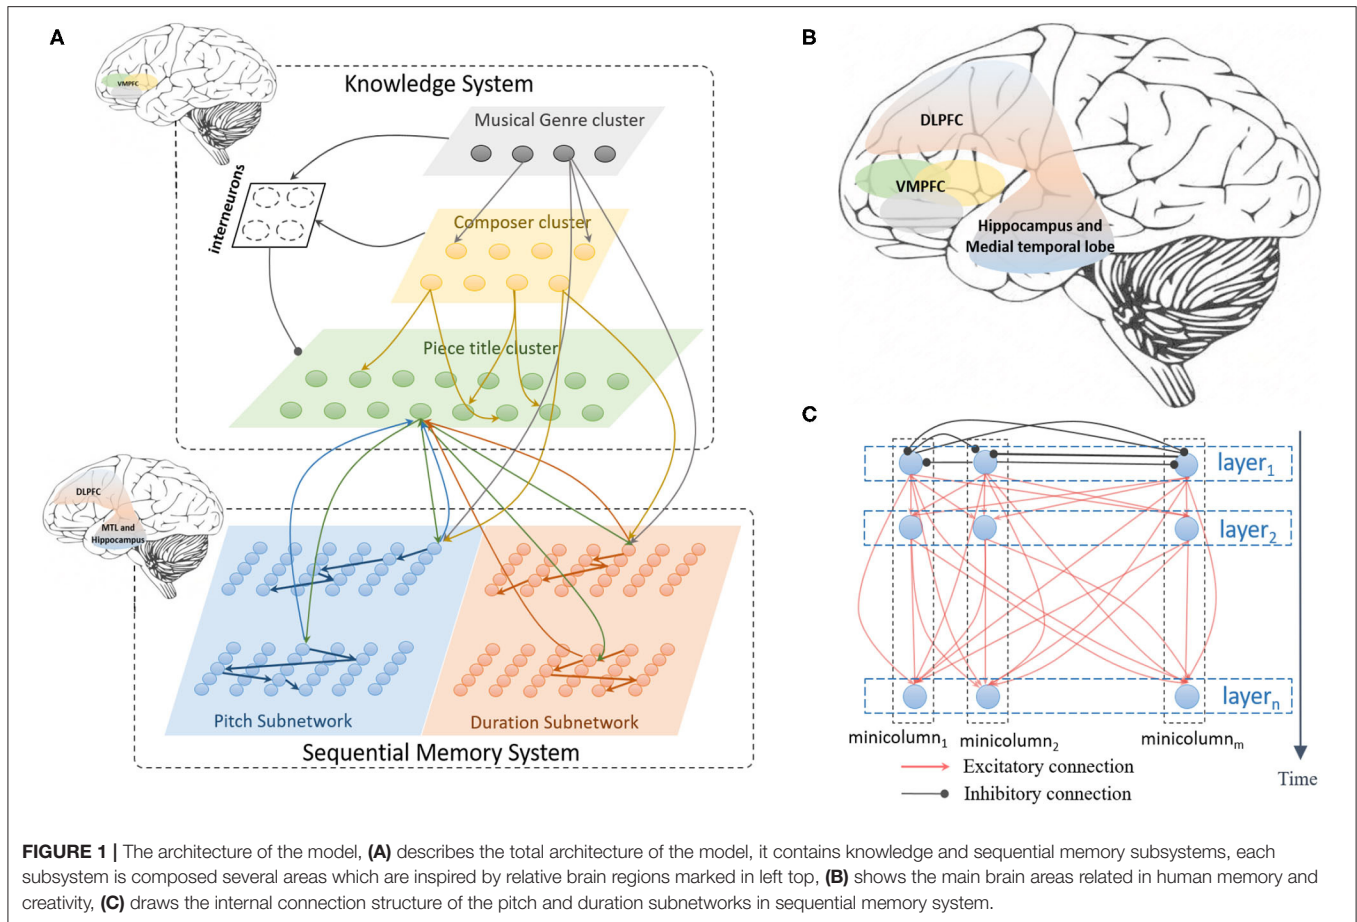 A
VMPFC
Knowledge System
Musical Genre cluster
interneurons
Composer cluster
Piece title cluster
DLPFC
MTL and
Hippocampus
Pitch Subnetwork
Duration Subnetwork
Sequential Memory System
B
DLPFC
VMPFC
Hippocampus and
Medial temporal lobe
C
layer1
layer2
layern
minicolumn1
minicolumn2
minicolumnm
Excitatory connection
Inhibitory connection
Time
FIGURE 1 | The architecture of the model, (A) describes the total architecture of the model, it contains knowledge and sequential memory subsystems, each
subsystem is composed several areas which are inspired by relative brain regions marked in left top, (B) shows the main brain areas related in human memory and
creativity, (C) draws the internal connection structure of the pitch and duration subnetworks in sequential memory system.